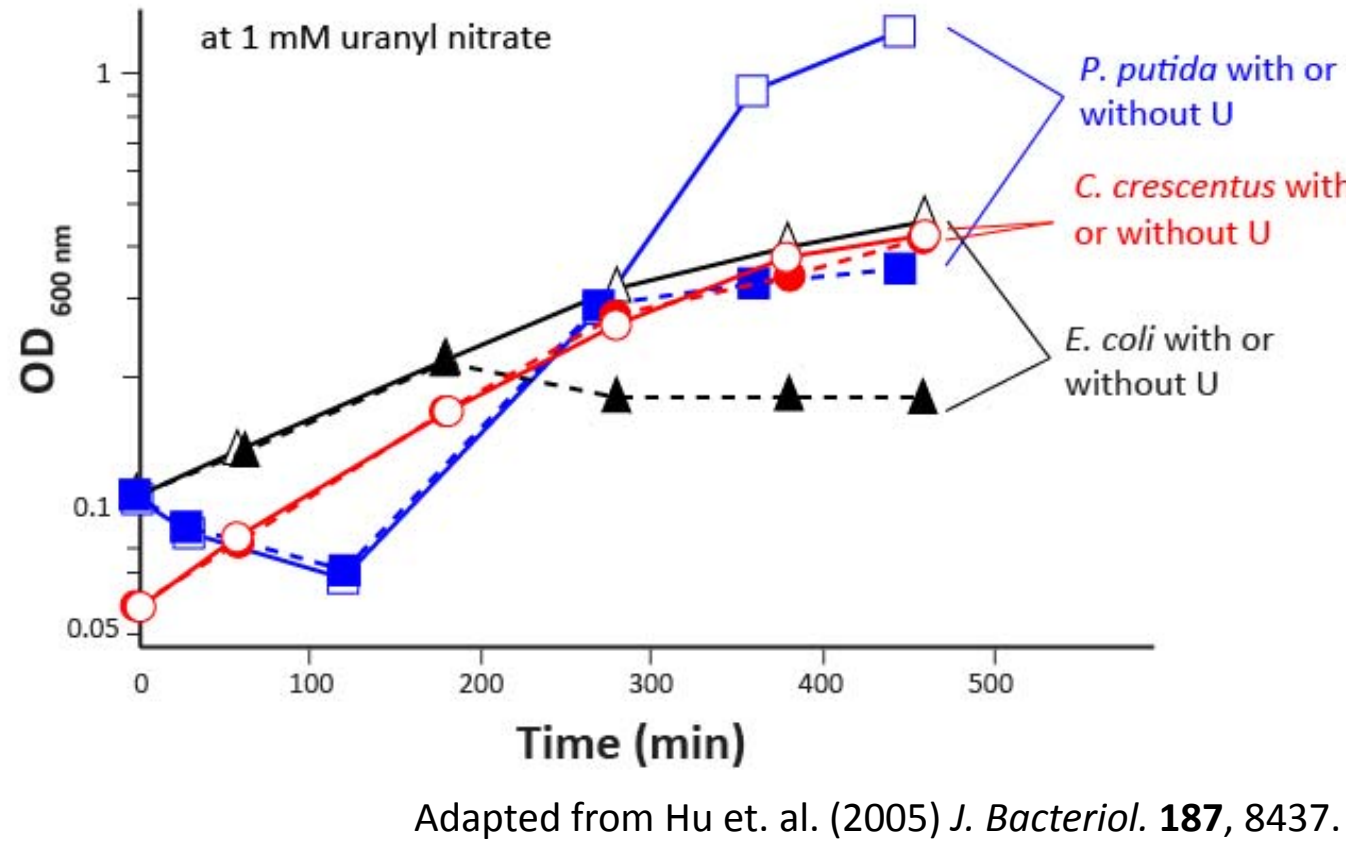 at 1 mM uranyl nitrate
1
0.1
0.05
OD 600 nm
0
100
200
300
400
500
Time (min)
P. putida with or
without U
C. crescentus with
or without U
E. coli with or
without U
Adapted from Hu et. al. (2005) J. Bacteriol. 187, 8437.